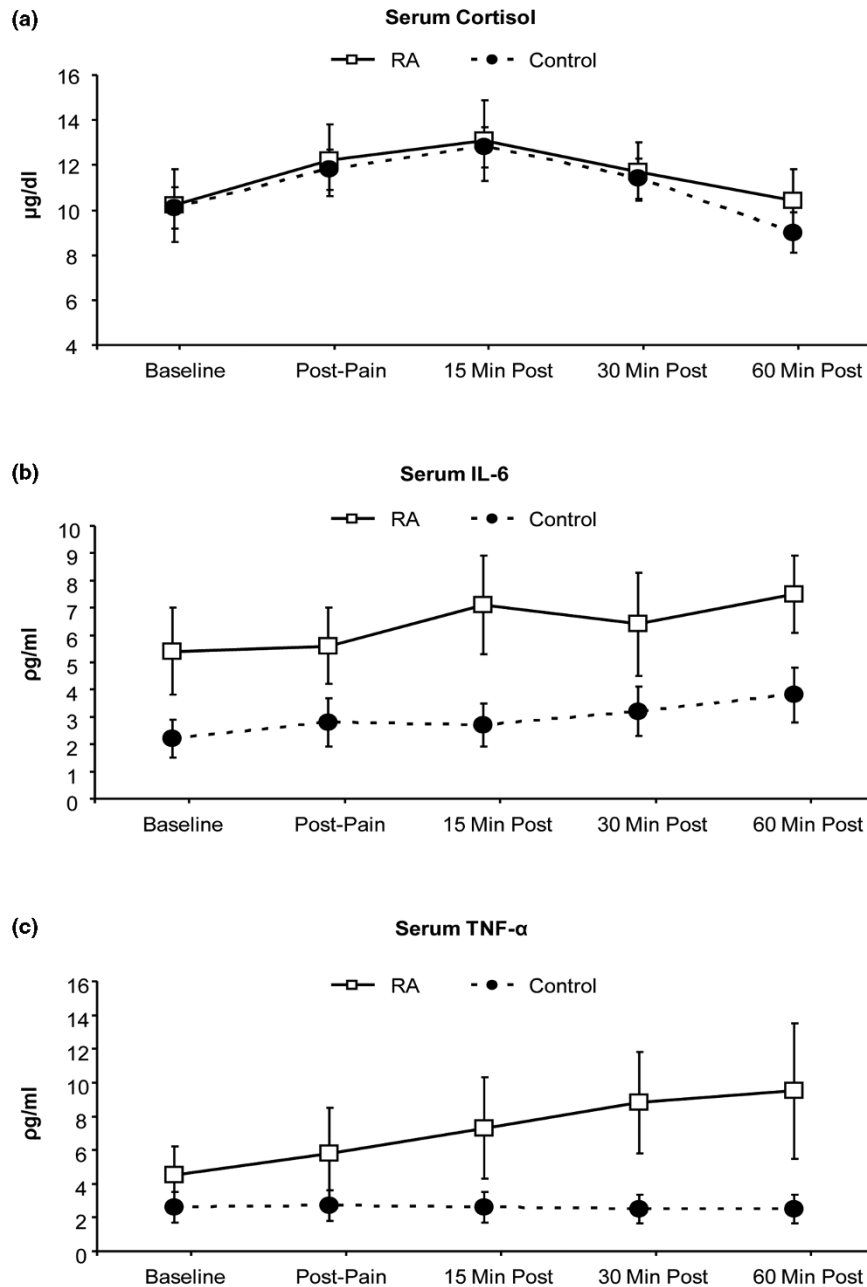 (a)
Serum Cortisol
RA Control
16
14
12
10
8
6
4
µg/dl
Baseline Post-Pain 15 Min Post 30 Min Post 60 Min Post
(b)
Serum IL-6
RA Control
10
9
8
7
6
5
4
3
2
1
0
ρg/ml
Baseline Post-Pain 15 Min Post 30 Min Post 60 Min Post
(c)
Serum TNF-α
RA Control
16
14
12
10
8
6
4
2
0
ρg/ml
Baseline Post-Pain 15 Min Post 30 Min Post 60 Min Post